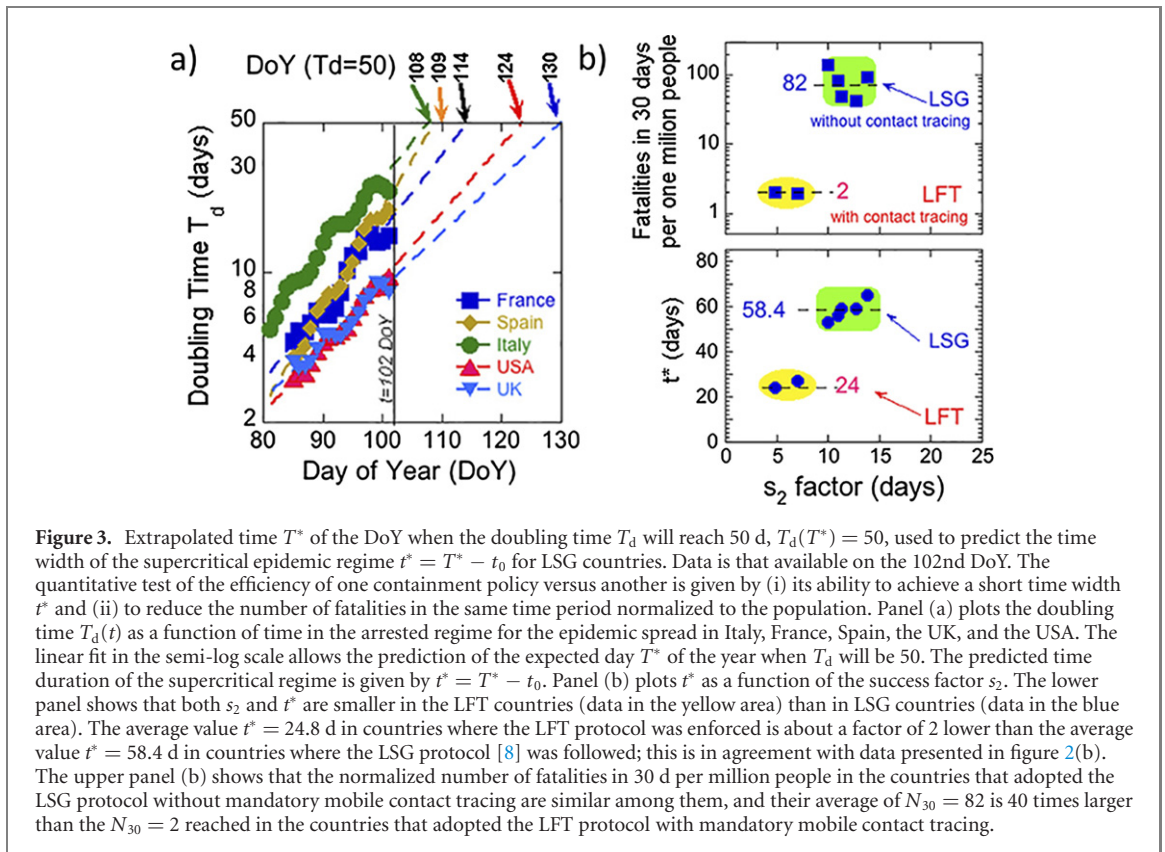 a)
DoY (Td=50)
108
109
114
124
130
Doubling Time Td (days)
50
30
10
8
6
4
2
France
Spain
Italy
USA
UK
t=102 DoY
80 90 100 110 120 130
Day of Year (DoY)
b)
Fatalities in 30 days
per one milion people
100
10
1
82
LSG
without contact tracing
2
LFT
with contact tracing
t* (days)
80
60
40
20
0
58.4
LSG
24
LFT
0 5 10 15 20 25
s2 factor (days)
Figure 3. Extrapolated time T* of the DoY when the doubling time Td will reach 50 d, Td(T*) = 50, used to predict the time
width of the supercritical epidemic regime t* = T* − t0 for LSG countries. Data is that available on the 102nd DoY. The
quantitative test of the efficiency of one containment policy versus another is given by (i) its ability to achieve a short time width
t* and (ii) to reduce the number of fatalities in the same time period normalized to the population. Panel (a) plots the doubling
time Td(t) as a function of time in the arrested regime for the epidemic spread in Italy, France, Spain, the UK, and the USA. The
linear fit in the semi-log scale allows the prediction of the expected day T* of the year when Td will be 50. The predicted time
duration of the supercritical regime is given by t* = T* − t0. Panel (b) plots t* as a function of the success factor s2. The lower
panel shows that both s2 and t* are smaller in the LFT countries (data in the yellow area) than in LSG countries (data in the blue
area). The average value t* = 24.8 d in countries where the LFT protocol was enforced is about a factor of 2 lower than the average
value t* = 58.4 d in countries where the LSG protocol [8] was followed; this is in agreement with data presented in figure 2(b).
The upper panel (b) shows that the normalized number of fatalities in 30 d per million people in the countries that adopted the
LSG protocol without mandatory mobile contact tracing are similar among them, and their average of N30 = 82 is 40 times larger
than the N30 = 2 reached in the countries that adopted the LFT protocol with mandatory mobile contact tracing.